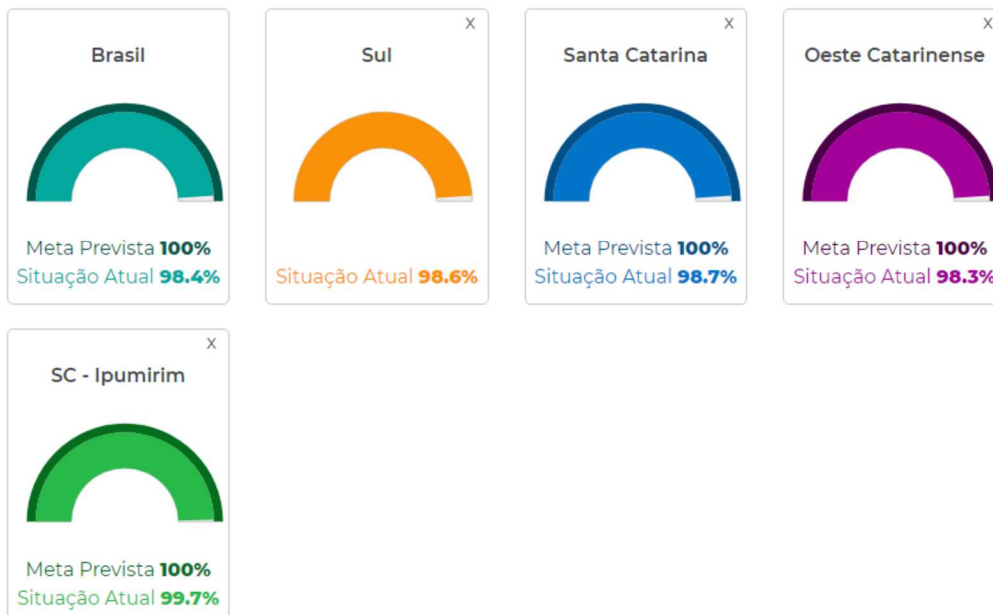 Brasil
Meta Prevista 100%
Situação Atual 98.4%
X
Sul
Situação Atual 98.6%
X
Santa Catarina
Meta Prevista 100%
Situação Atual 98.7%
X
Oeste Catarinense
Meta Prevista 100%
Situação Atual 98.3%
X
SC - Ipumirim
Meta Prevista 100%
Situação Atual 99.7%